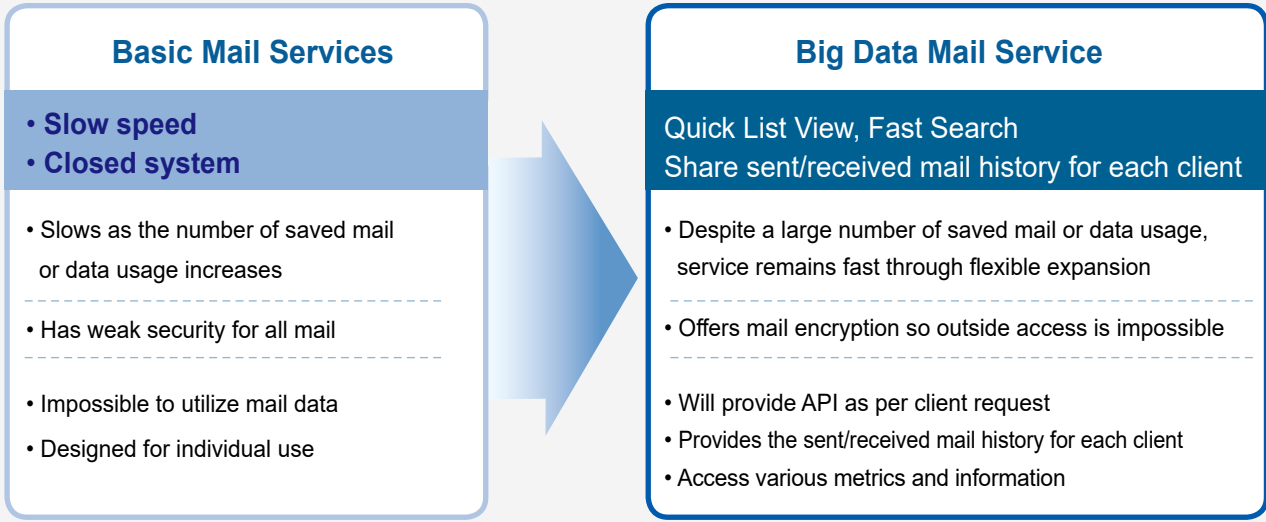 Basic Mail Services
• Slow speed
• Closed system
• Slows as the number of saved mail
or data usage increases
• Has weak security for all mail
• Impossible to utilize mail data
• Designed for individual use
Big Data Mail Service
Quick List View, Fast Search
Share sent/received mail history for each client
• Despite a large number of saved mail or data usage,
service remains fast through flexible expansion
• Offers mail encryption so outside access is impossible
• Will provide API as per client request
• Provides the sent/received mail history for each client
• Access various metrics and information